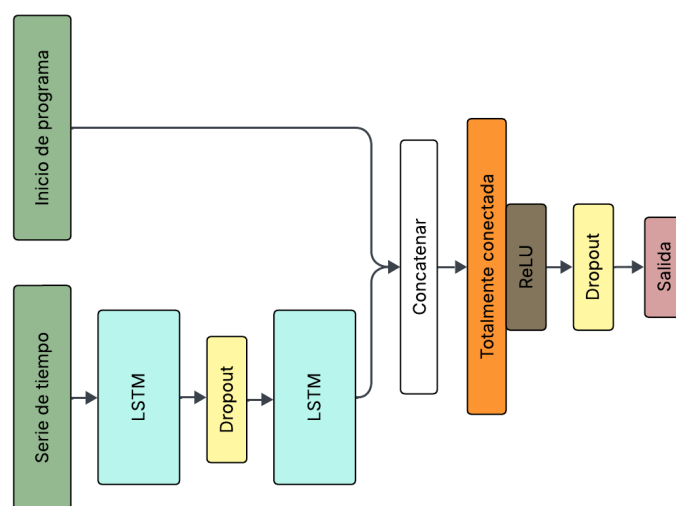 Inicio de programa
Serie de tiempo
LSTM
Dropout
LSTM
Concatenar
Totalmente conectada
ReLU
Dropout
Salida